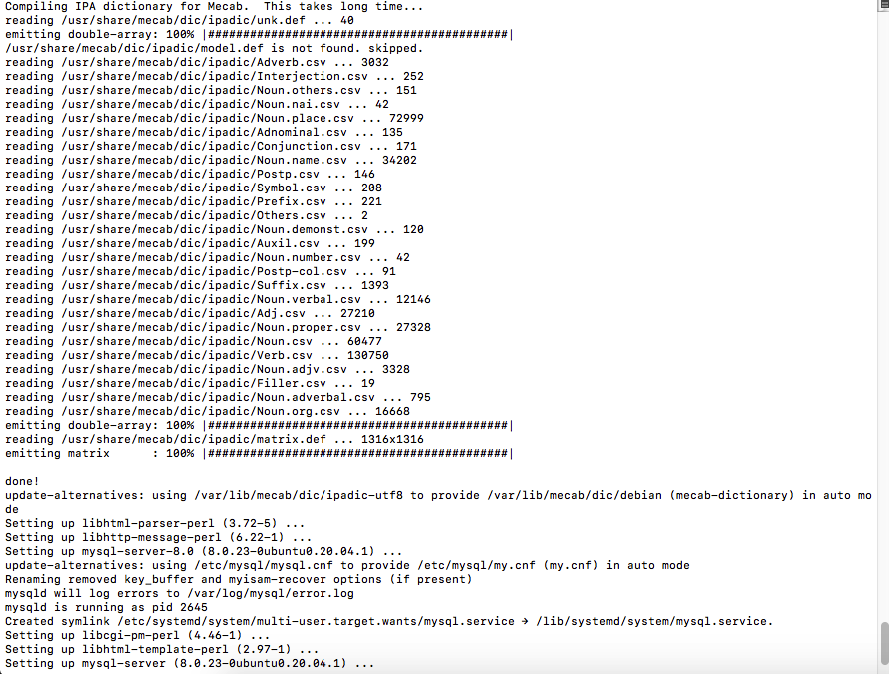 Compiling IPA dictionary for Mecab.  This takes long time...
reading /usr/share/mecab/dic/ipadic/unk.def ... 40
emitting double-array: 100% |###########################################|
/usr/share/mecab/dic/ipadic/model.def is not found. skipped.
reading /usr/share/mecab/dic/ipadic/Adverb.csv ... 3032
reading /usr/share/mecab/dic/ipadic/Interjection.csv ... 252
reading /usr/share/mecab/dic/ipadic/Noun.others.csv ... 151
reading /usr/share/mecab/dic/ipadic/Noun.nai.csv ... 42
reading /usr/share/mecab/dic/ipadic/Noun.place.csv ... 72999
reading /usr/share/mecab/dic/ipadic/Adnominal.csv ... 135
reading /usr/share/mecab/dic/ipadic/Conjunction.csv ... 171
reading /usr/share/mecab/dic/ipadic/Noun.name.csv ... 34202
reading /usr/share/mecab/dic/ipadic/Postp.csv ... 146
reading /usr/share/mecab/dic/ipadic/Symbol.csv ... 208
reading /usr/share/mecab/dic/ipadic/Prefix.csv ... 221
reading /usr/share/mecab/dic/ipadic/Others.csv ... 2
reading /usr/share/mecab/dic/ipadic/Noun.demonst.csv ... 120
reading /usr/share/mecab/dic/ipadic/Auxil.csv ... 199
reading /usr/share/mecab/dic/ipadic/Noun.number.csv ... 42
reading /usr/share/mecab/dic/ipadic/Postp-col.csv ... 91
reading /usr/share/mecab/dic/ipadic/Suffix.csv ... 1393
reading /usr/share/mecab/dic/ipadic/Noun.verbal.csv ... 12146
reading /usr/share/mecab/dic/ipadic/Adj.csv ... 27210
reading /usr/share/mecab/dic/ipadic/Noun.proper.csv ... 27328
reading /usr/share/mecab/dic/ipadic/Noun.csv ... 60477
reading /usr/share/mecab/dic/ipadic/Verb.csv ... 130750
reading /usr/share/mecab/dic/ipadic/Noun.adjv.csv ... 3328
reading /usr/share/mecab/dic/ipadic/Filler.csv ... 19
reading /usr/share/mecab/dic/ipadic/Noun.adverbal.csv ... 795
reading /usr/share/mecab/dic/ipadic/Noun.org.csv ... 16668
emitting double-array: 100% |###########################################|
reading /usr/share/mecab/dic/ipadic/matrix.def ... 1316x1316
emitting matrix      : 100% |###########################################|

done!
update-alternatives: using /var/lib/mecab/dic/ipadic-utf8 to provide /var/lib/mecab/dic/debian (mecab-dictionary) in auto mo
de
Setting up libhtml-parser-perl (3.72-5) ...
Setting up libhttp-message-perl (6.22-1) ...
Setting up mysql-server-8.0 (8.0.23-0ubuntu0.20.04.1) ...
update-alternatives: using /etc/mysql/mysql.cnf to provide /etc/mysql/my.cnf (my.cnf) in auto mode
Renaming removed key_buffer and myisam-recover options (if present)
mysqld will log errors to /var/log/mysql/error.log
mysqld is running as pid 2645
Created symlink /etc/systemd/system/multi-user.target.wants/mysql.service → /lib/systemd/system/mysql.service.
Setting up libcgi-pm-perl (4.46-1) ...
Setting up libhtml-template-perl (2.97-1) ...
Setting up mysql-server (8.0.23-0ubuntu0.20.04.1) ...